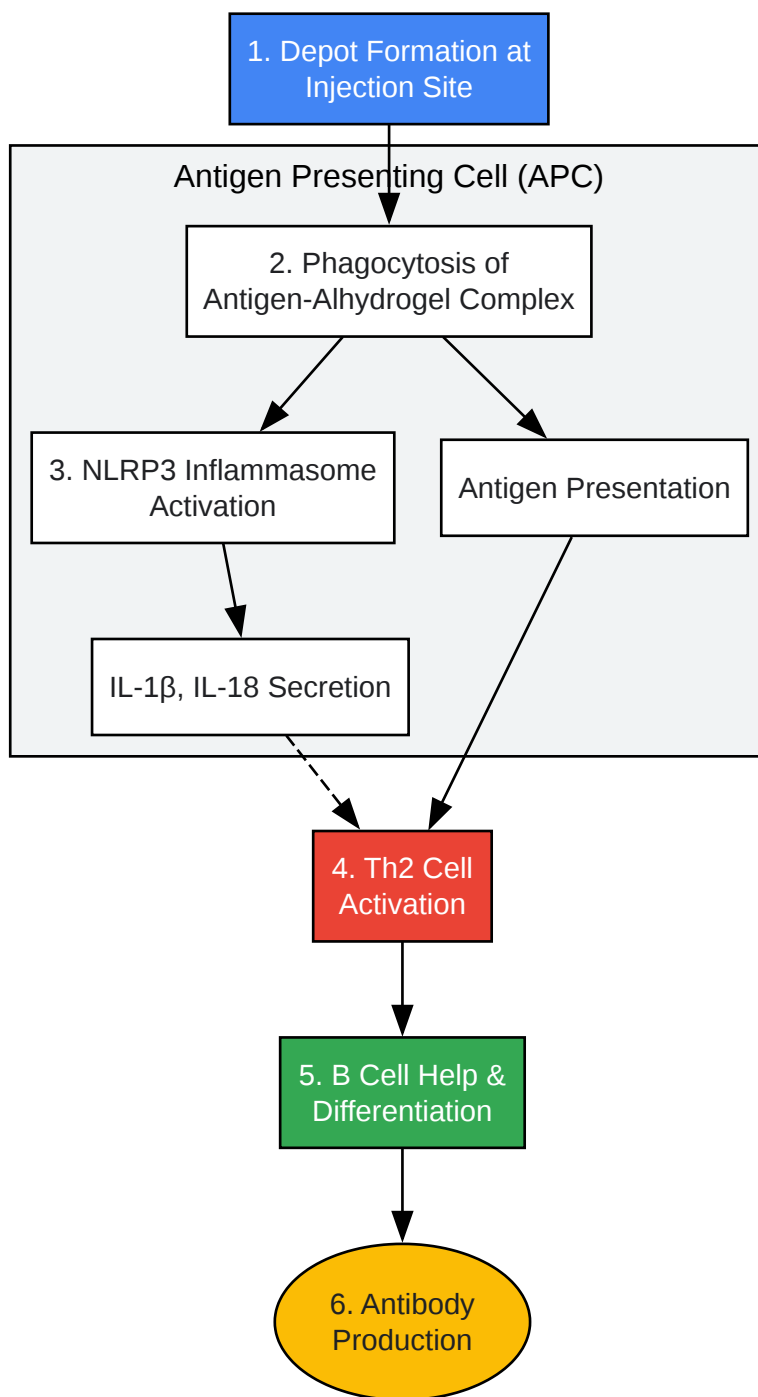 1. Depot Formation at
Injection Site
Antigen Presenting Cell (APC)
2. Phagocytosis of
Antigen-Alhydrogel Complex
3. NLRP3 Inflammasome
Activation
Antigen Presentation
IL-1β, IL-18 Secretion
4. Th2 Cell
Activation
5. B Cell Help &
Differentiation
6. Antibody
Production